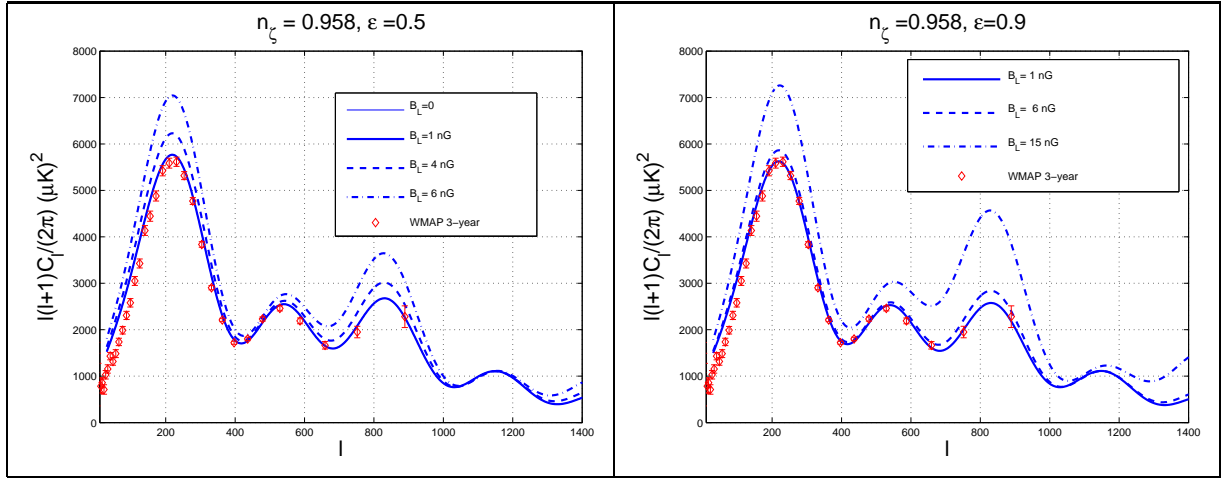 n_ζ = 0.958, ε =0.5
8000
7000
6000
5000
4000
3000
2000
1000
0
l(l+1)C_l/(2π) (μK)^2
B_L=0
B_L=1 nG
B_L= 4 nG
B_L= 6 nG
WMAP 3−year
200 400 600 800 1000 1200 1400
l
n_ζ = 0.958, ε=0.9
8000
7000
6000
5000
4000
3000
2000
1000
0
l(l+1)C_l/(2π) (μK)^2
B_L= 1 nG
B_L= 6 nG
B_L= 15 nG
WMAP 3−year
200 400 600 800 1000 1200 1400
l